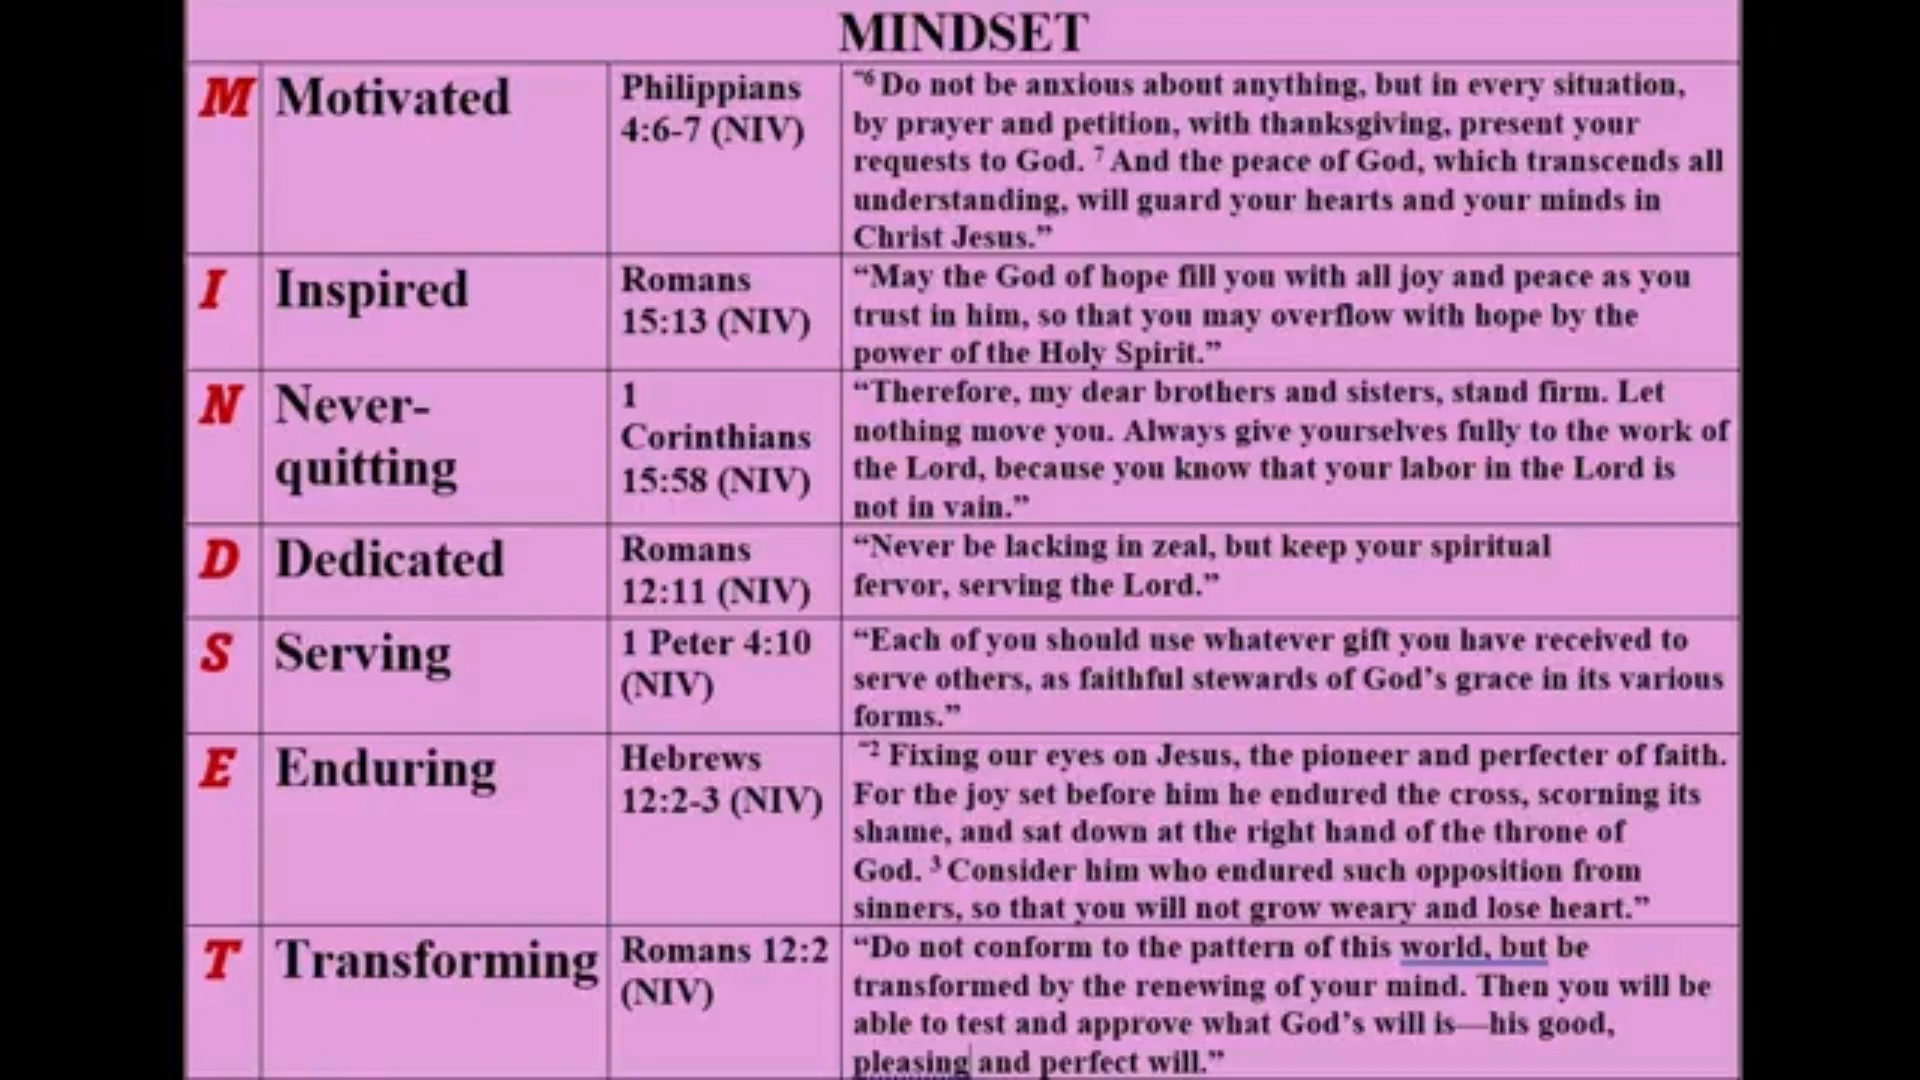 MINDSET
M Motivated Philippians 4:6-7 (NIV)
“6 Do not be anxious about anything, but in every situation,
by prayer and petition, with thanksgiving, present your
requests to God. 7 And the peace of God, which transcends all
understanding, will guard your hearts and your minds in
Christ Jesus.”
I Inspired Romans 15:13 (NIV)
“May the God of hope fill you with all joy and peace as you
trust in him, so that you may overflow with hope by the
power of the Holy Spirit.”
N Never-quitting 1 Corinthians 15:58 (NIV)
“Therefore, my dear brothers and sisters, stand firm. Let
nothing move you. Always give yourselves fully to the work of
the Lord, because you know that your labor in the Lord is
not in vain.”
D Dedicated Romans 12:11 (NIV)
“Never be lacking in zeal, but keep your spiritual
fervor, serving the Lord.”
S Serving 1 Peter 4:10 (NIV)
“Each of you should use whatever gift you have received to
serve others, as faithful stewards of God’s grace in its various
forms.”
E Enduring Hebrews 12:2-3 (NIV)
“2 Fixing our eyes on Jesus, the pioneer and perfecter of faith.
For the joy set before him he endured the cross, scorning its
shame, and sat down at the right hand of the throne of
God. 3 Consider him who endured such opposition from
sinners, so that you will not grow weary and lose heart.”
T Transforming Romans 12:2 (NIV)
“Do not conform to the pattern of this world, but be
transformed by the renewing of your mind. Then you will be
able to test and approve what God’s will is—his good,
pleasing and perfect will.”